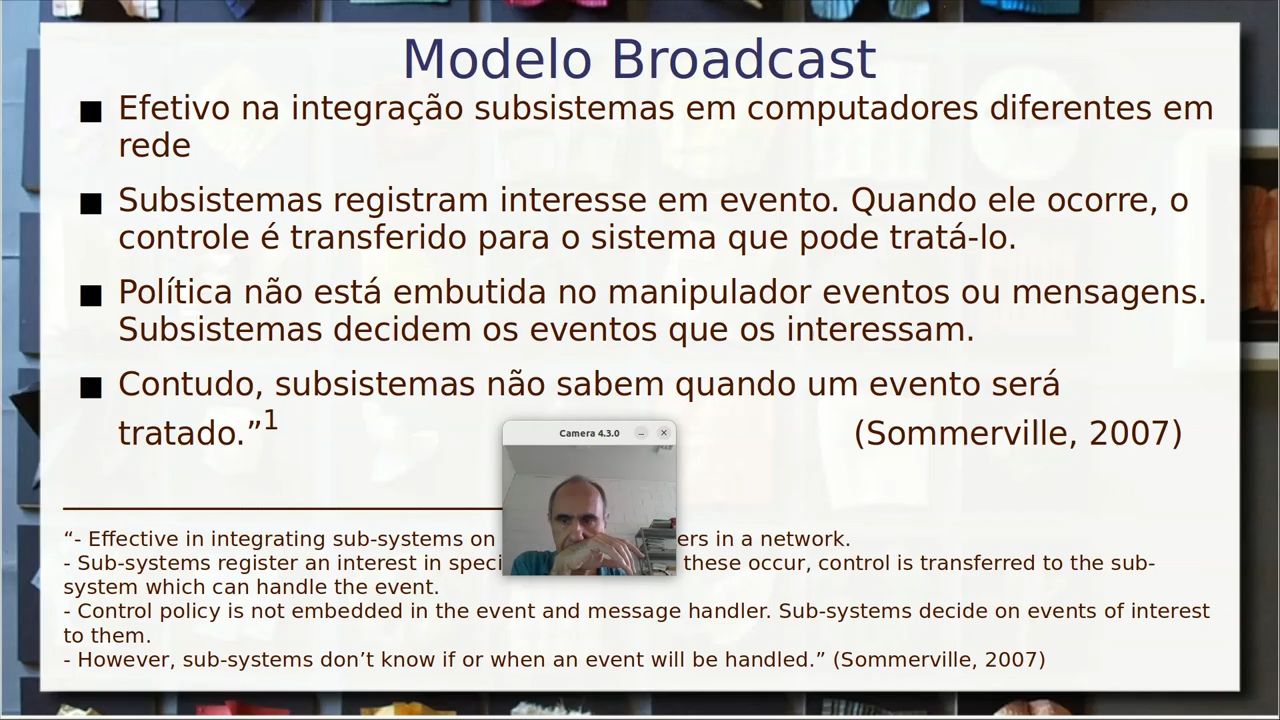 Modelo Broadcast
■ Efetivo na integração subsistemas em computadores diferentes em
rede
■ Subsistemas registram interesse em evento. Quando ele ocorre, o
controle é transferido para o sistema que pode tratá-lo.
■ Política não está embutida no manipulador eventos ou mensagens.
Subsistemas decidem os eventos que os interessam.
■ Contudo, subsistemas não sabem quando um evento será
tratado.”1 (Sommerville, 2007)
Camera 4.3.0
“- Effective in integrating sub-systems on ers in a network.
- Sub-systems register an interest in speci these occur, control is transferred to the sub-
system which can handle the event.
- Control policy is not embedded in the event and message handler. Sub-systems decide on events of interest
to them.
- However, sub-systems don’t know if or when an event will be handled.” (Sommerville, 2007)